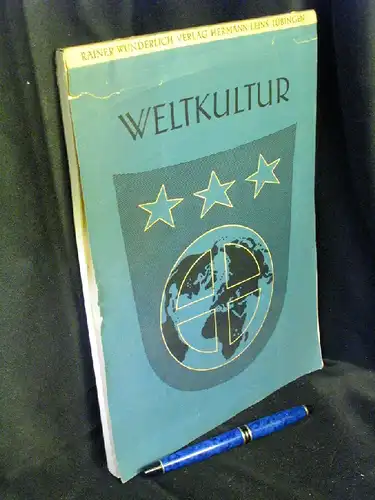 RAINER WUNDERLICH VERLAG HERMANN LEINS TÜBINGEN
WELTKULTUR